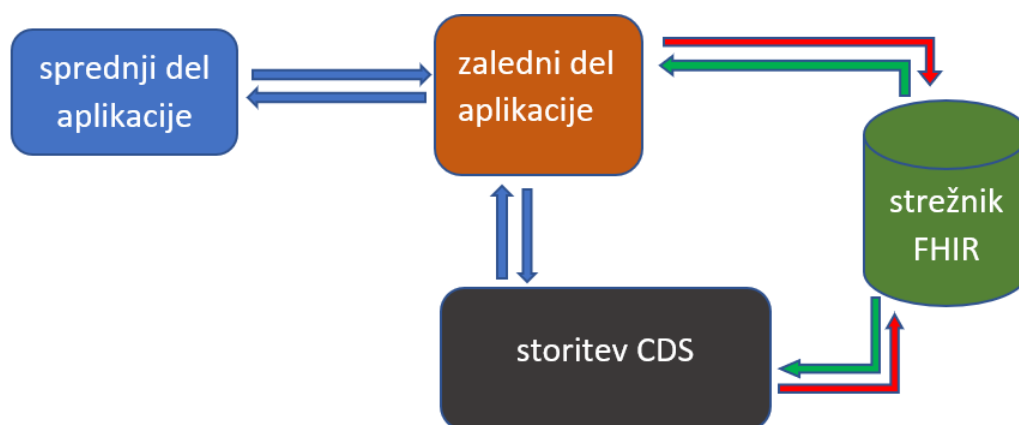 sprednji del
aplikacije
zaledni del
aplikacije
strežnik
FHIR
storitev CDS